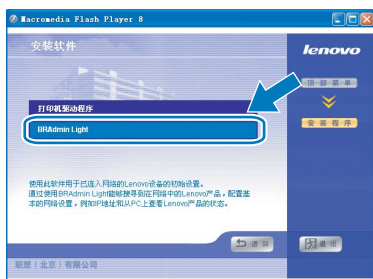 Macromedia Flash Player 8
安装软件
lenovo
顶部菜单
打印机驱动程序
安装程序
BRAdmin Light
使用此软件用于已连入网络的Lenovo设备的初始设置。
通过使用BRAdmin Light能够搜寻到在网络中的Lenovo产品，配置基
本的网络设置，例如IP地址和从PC上查看Lenovo产品的状态。
返回
退出
联想（北京）有限公司